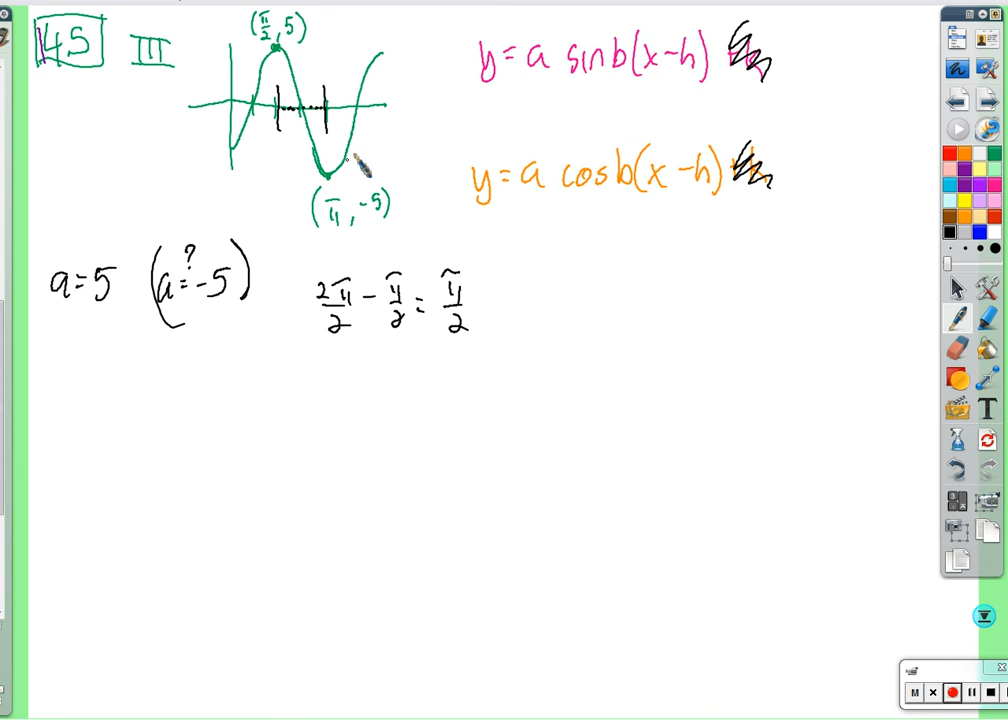 45 III
(π/2, 5)
(π, -5)
y = a sin b(x-h)
y = a cos b(x-h)
a = 5 (a =? -5)
2π/2 - π/2 = π/2
T
M